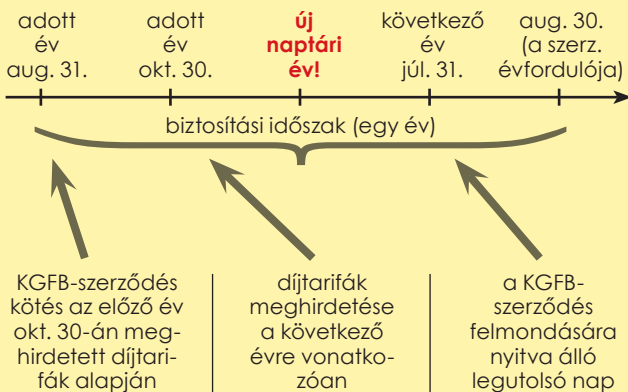 adott
év
aug. 31.
adott
év
okt. 30.
új
naptári
év!
következő
év
júl. 31.
aug. 30.
(a szerz.
évfordulója)
biztosítási időszak (egy év)
KGFB-szerződés
kötés az előző év
okt. 30-án meg-
hirdetett díjtari-
fák alapján
díjtarifák
meghirdetése
a következő
évre vonatko-
zóan
a KGFB-
szerződés
felmondására
nyitva álló
legutolsó nap